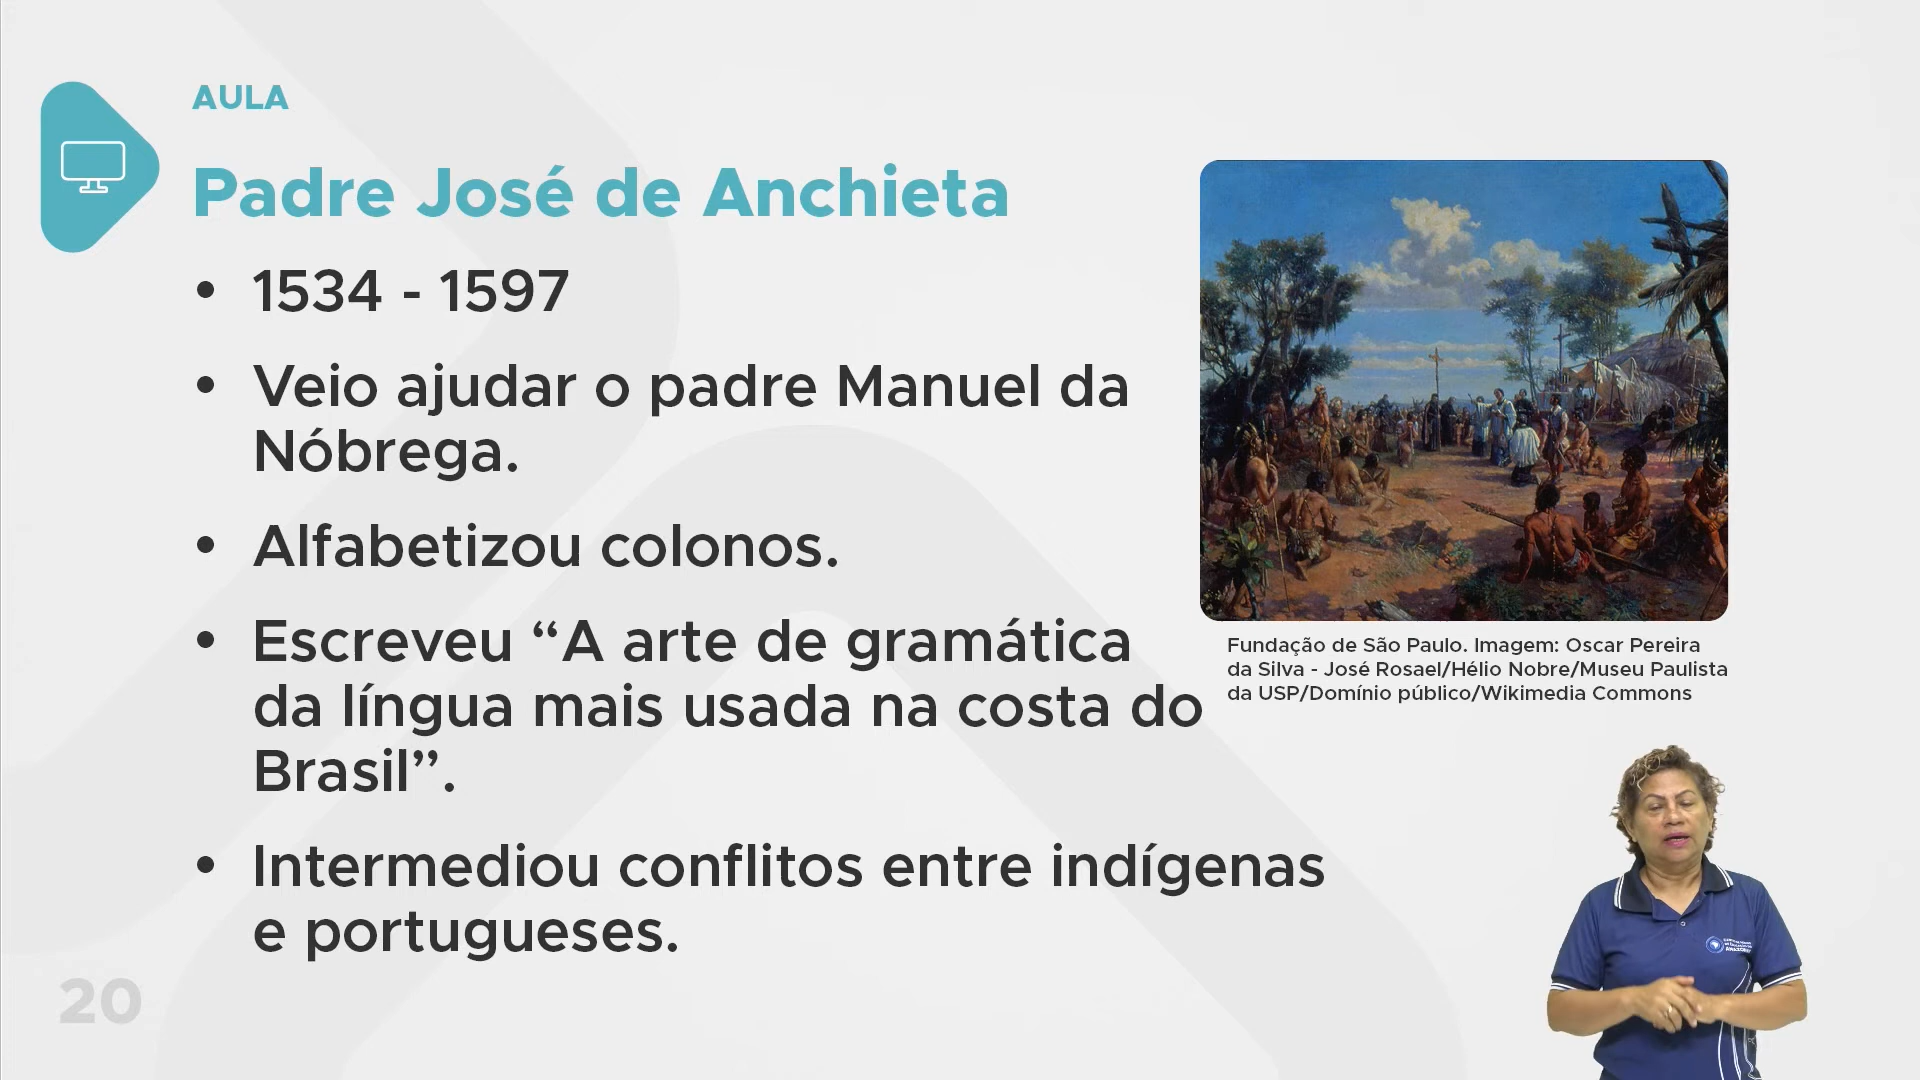 AULA
Padre José de Anchieta
• 1534 - 1597
• Veio ajudar o padre Manuel da
Nóbrega.
• Alfabetizou colonos.
• Escreveu “A arte de gramática
da língua mais usada na costa do
Brasil”.
• Intermediou conflitos entre indígenas
e portugueses.
Fundação de São Paulo. Imagem: Oscar Pereira
da Silva - José Rosael/Hélio Nobre/Museu Paulista
da USP/Domínio público/Wikimedia Commons
20